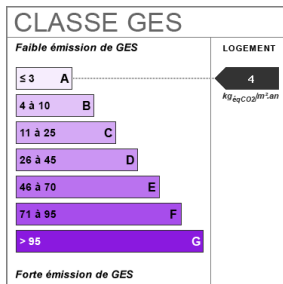 CLASSE GES
Faible émission de GES
LOGEMENT
≤ 3 A
4
kgéqCO2/m².an
4 à 10 B
11 à 25 C
26 à 45 D
46 à 70 E
71 à 95 F
> 95 G
Forte émission de GES